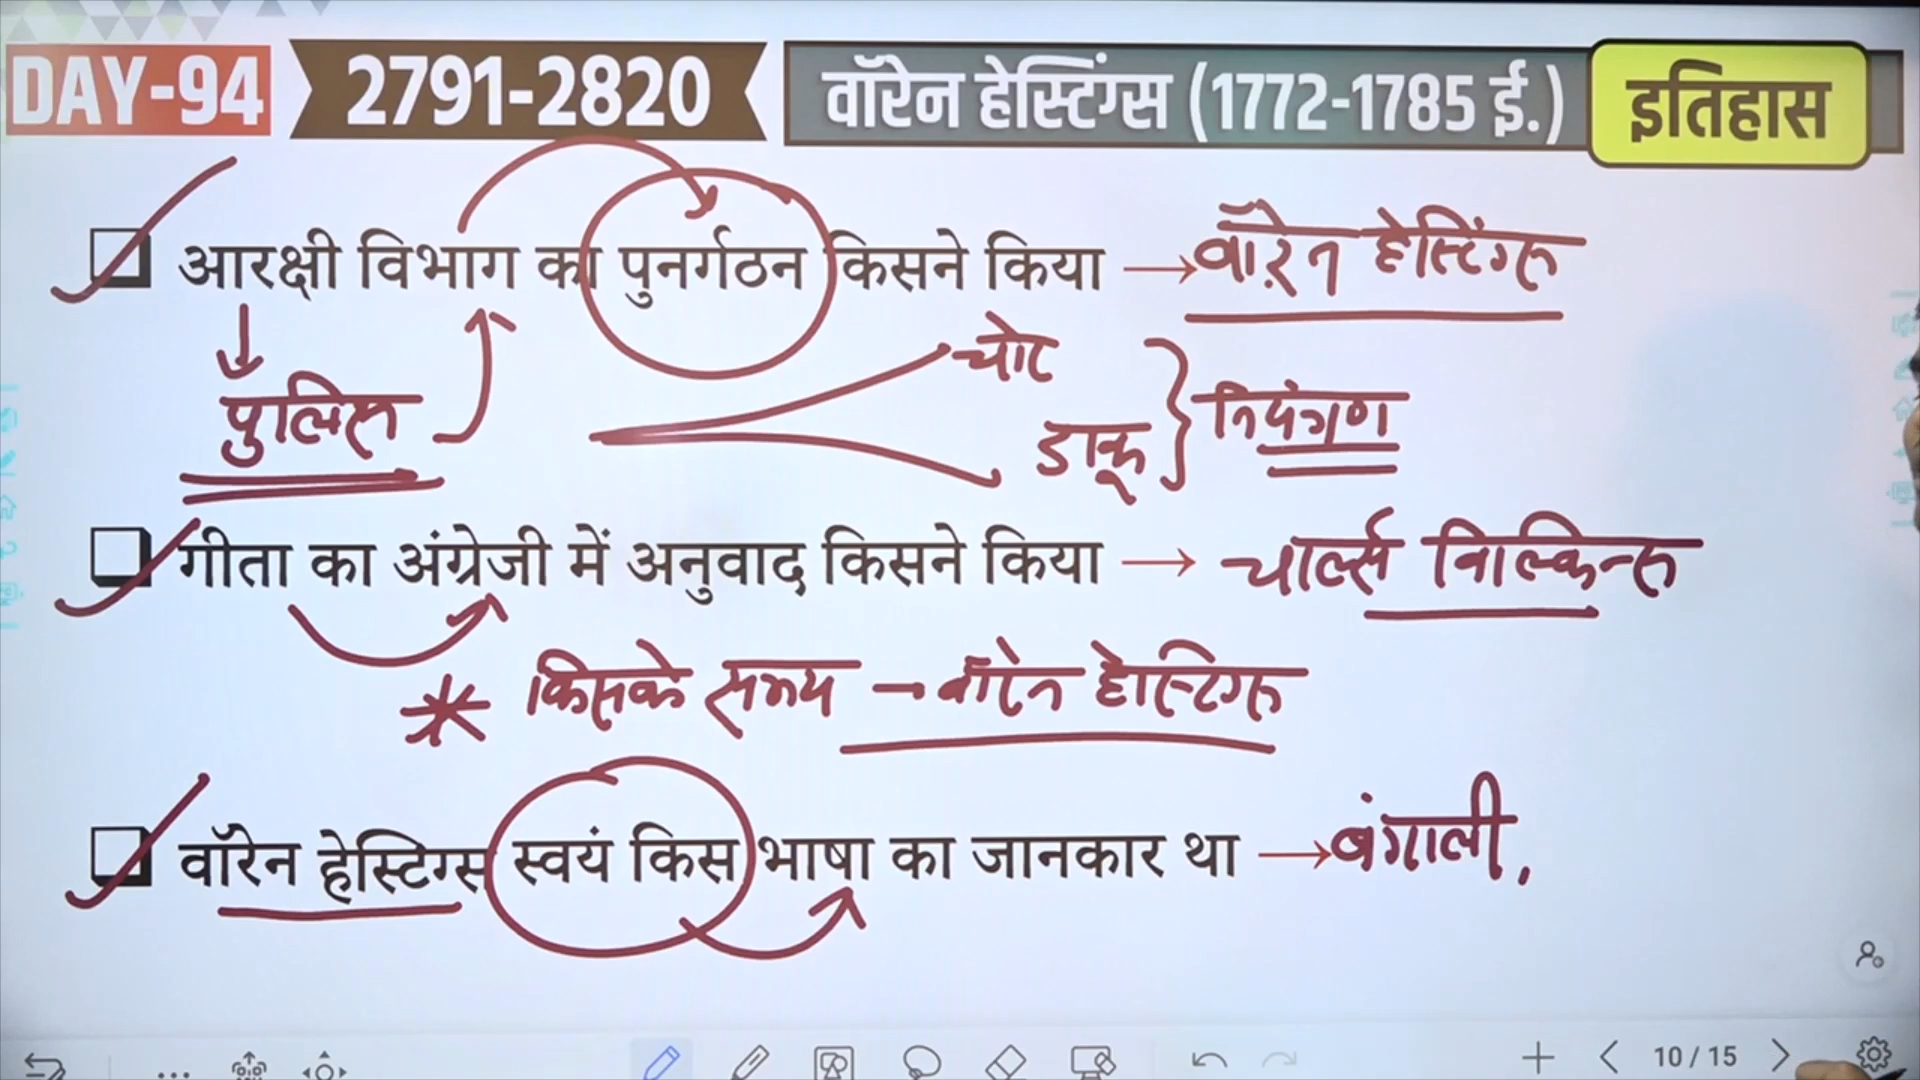 DAY-94 2791-2820 वॉरेन हेस्टिंग्स (1772-1785 ई.) इतिहास
आरक्षी विभाग का पुनर्गठन किसने किया → वॉरेन हेस्टिंग्स
चोर
पुलिस डाकू नियंत्रण
गीता का अंग्रेजी में अनुवाद किसने किया → चार्ल्स विल्किन्स
* किसके समय → वॉरेन हेस्टिंग्स
वॉरेन हेस्टिंग्स स्वयं किस भाषा का जानकार था → बंगाली.
10 / 15